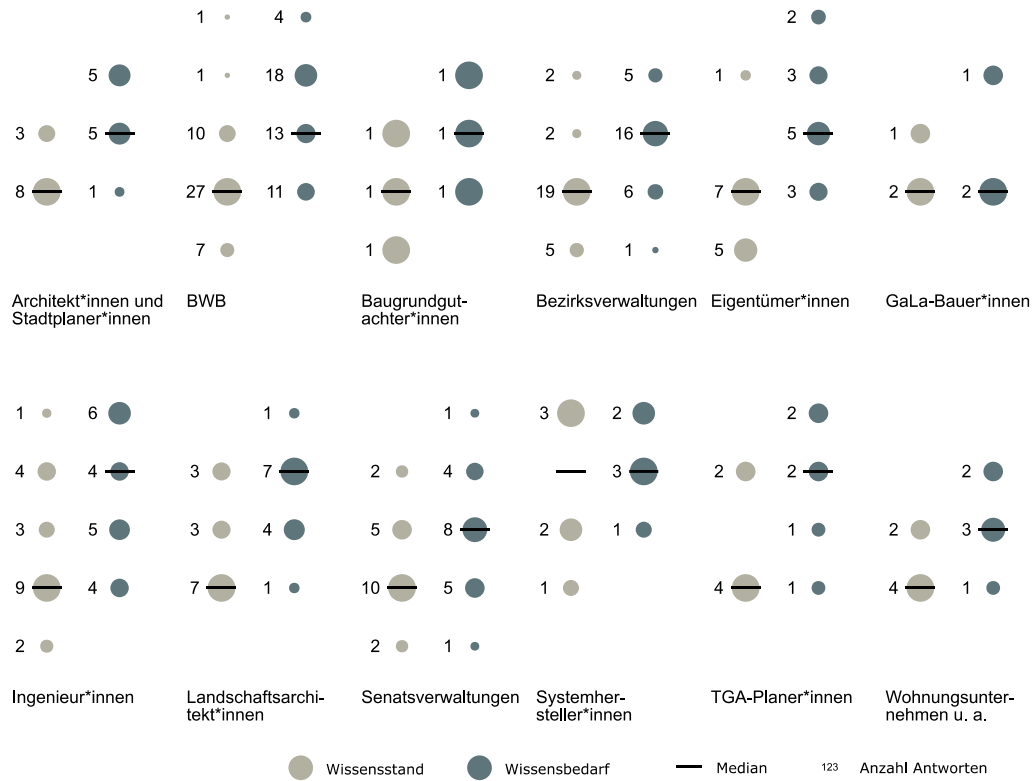 2
1 4
5 1 18 1 2 5 1 3 1
3 5 10 13 1 1 2 16 5 1
8 1 27 11 1 1 19 6 7 3 2 2
7 1 5 1 5
Architekt*innen und
Stadtplaner*innen
BWB
Baugrundgut-
achter*innen
Bezirksverwaltungen
Eigentümer*innen
GaLa-Bauer*innen
1 6 1 1 3 2 2
4 4 3 7 2 4 3 2 2 2
3 5 3 4 5 8 2 1 1 2 3
9 4 7 1 10 5 1 4 1 4 1
2 2 1
Ingenieur*innen
Landschaftsarchi-
tekt*innen
Senatsverwaltungen
Systemher-
steller*innen
TGA-Planer*innen
Wohnungsunter-
nehmen u. a.
Wissensstand
Wissensbedarf
Median
123 Anzahl Antworten